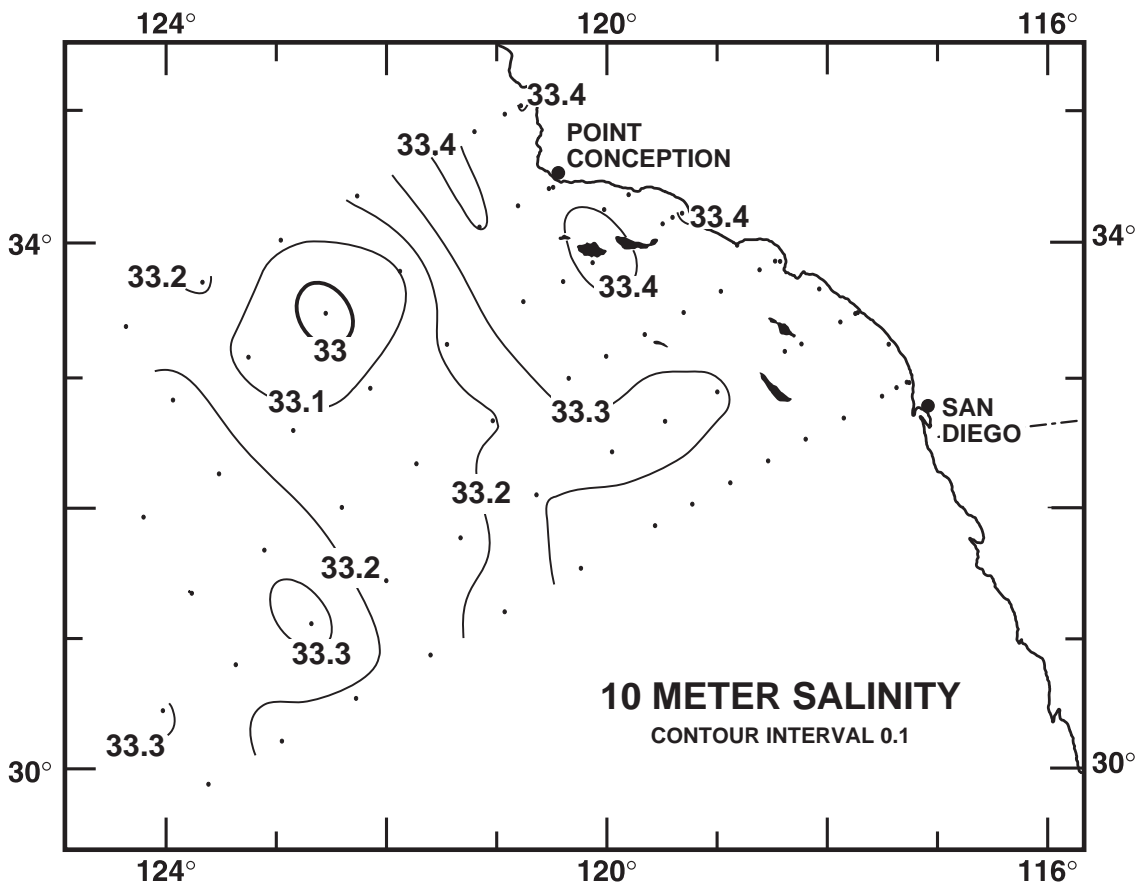 124° 120° 116°
33.4
POINT
CONCEPTION
33.4
33.4
34° 34°
33.2
33.4
33
33.1
33.3
SAN
DIEGO
33.2
33.2
33.3
10 METER SALINITY
CONTOUR INTERVAL 0.1
33.3
30° 30°
124° 120° 116°